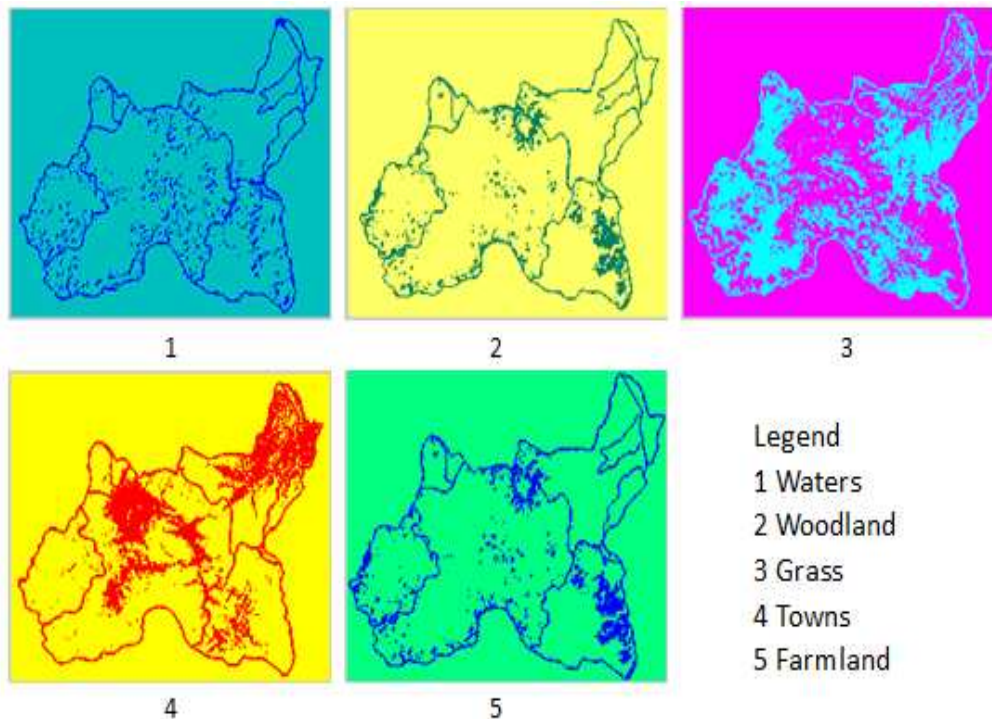 1
2
3
4
5
Legend
1 Waters
2 Woodland
3 Grass
4 Towns
5 Farmland